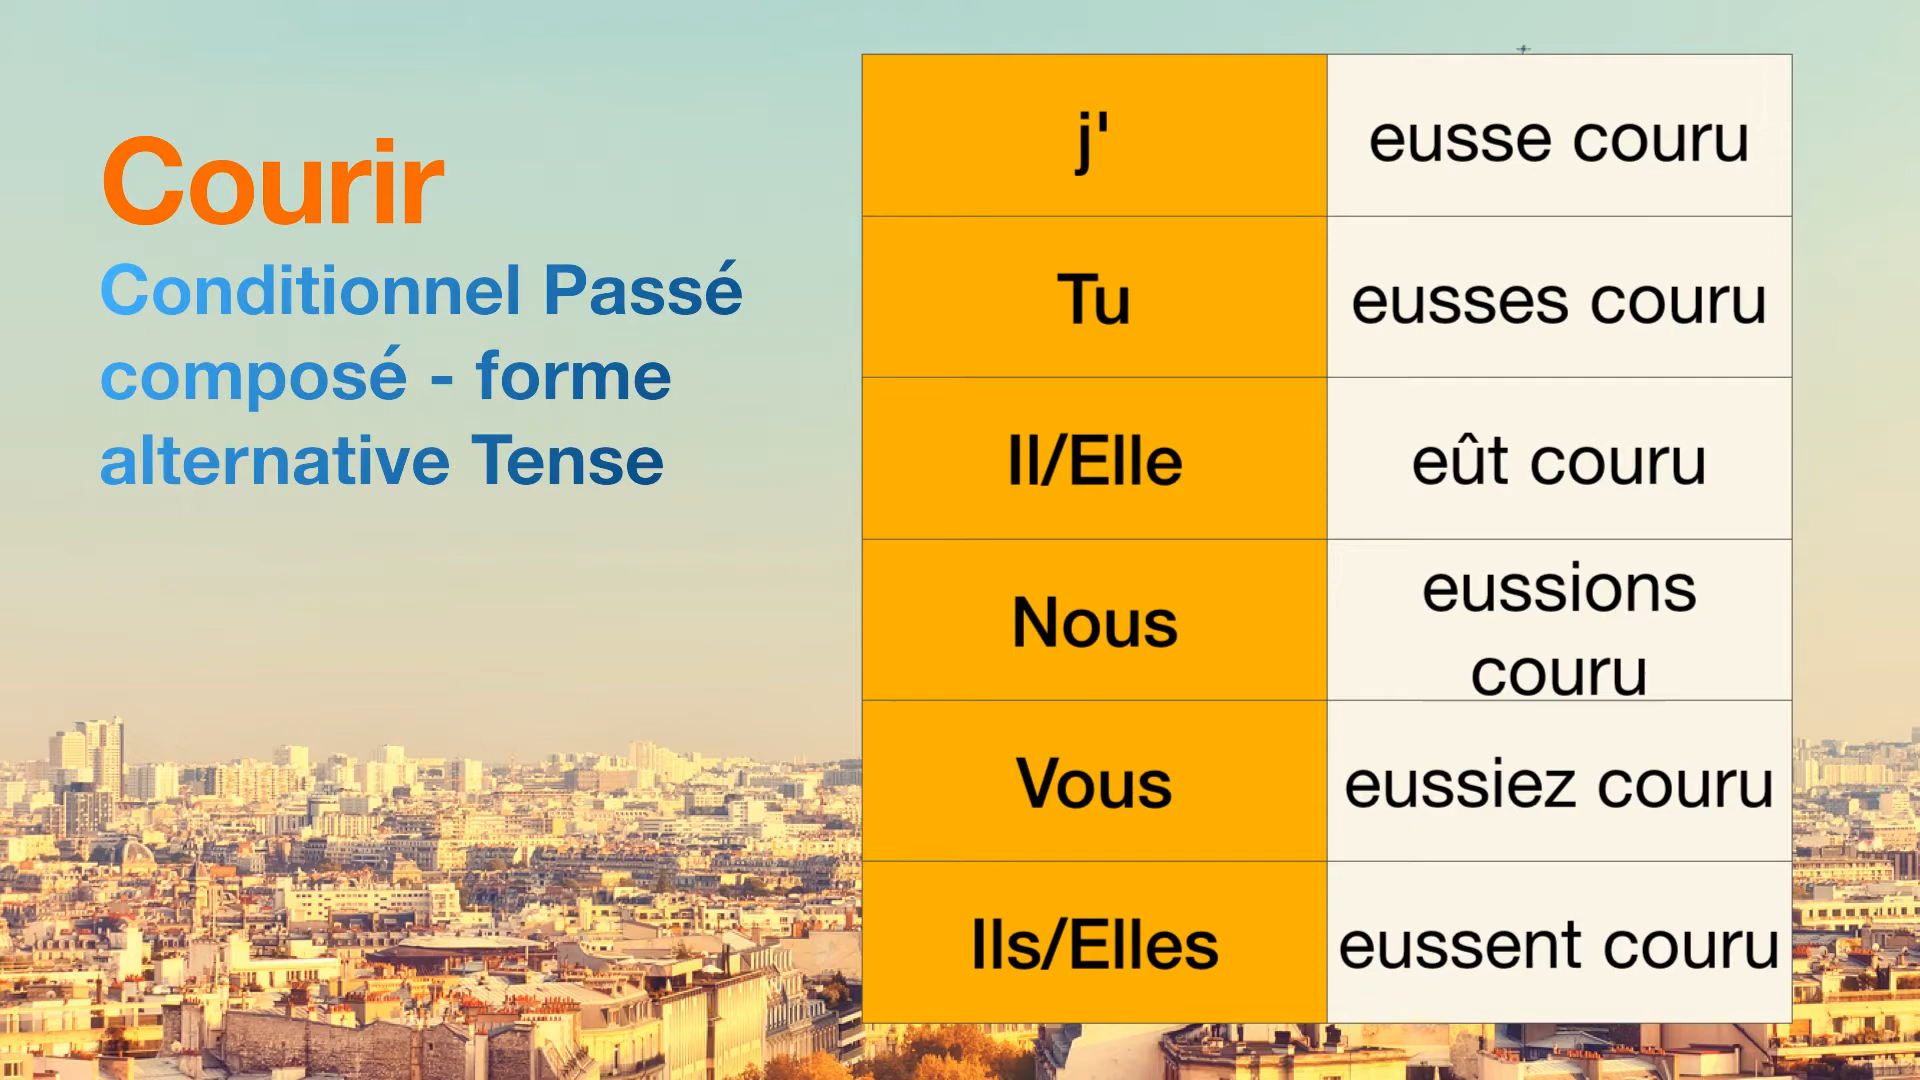 Courir
Conditionnel Passé
composé - forme
alternative Tense
j' eusse couru
Tu eusses couru
Il/Elle eût couru
Nous eussions
couru
Vous eussiez couru
Ils/Elles eussent couru